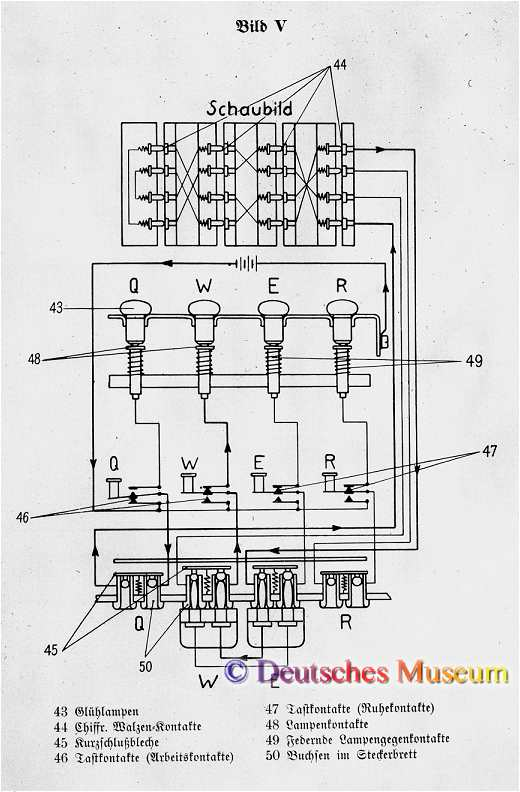 Bild V
44
Schaubild
Q W E R
43
48
49
Q W E R
47
46
Q R
45
50
W E
© Deutsches Museum
43 Glühlampen
44 Chiffr. Walzen-Kontakte
45 Kurzschlußbleche
46 Tastkontakte (Arbeitskontakte)
47 Tastkontakte (Ruhekontakte)
48 Lampenkontakte
49 Federnde Lampengegenkontakte
50 Buchsen im Steckerbrett